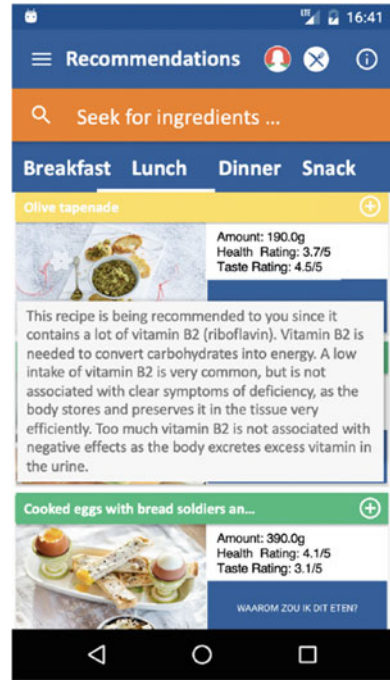 LTE 16:41
Recommendations
Seek for ingredients ...
Breakfast Lunch Dinner Snack
Olive tapenade
Amount: 190.0g
Health Rating: 3.7/5
Taste Rating: 4.5/5
This recipe is being recommended to you since it
contains a lot of vitamin B2 (riboflavin). Vitamin B2 is
needed to convert carbohydrates into energy. A low
intake of vitamin B2 is very common, but is not
associated with clear symptoms of deficiency, as the
body stores and preserves it in the tissue very
efficiently. Too much vitamin B2 is not associated with
negative effects as the body excretes excess vitamin in
the urine.
Cooked eggs with bread soldiers an...
Amount: 390.0g
Health Rating: 4.1/5
Taste Rating: 3.1/5
WAAROM ZOU IK DIT ETEN?